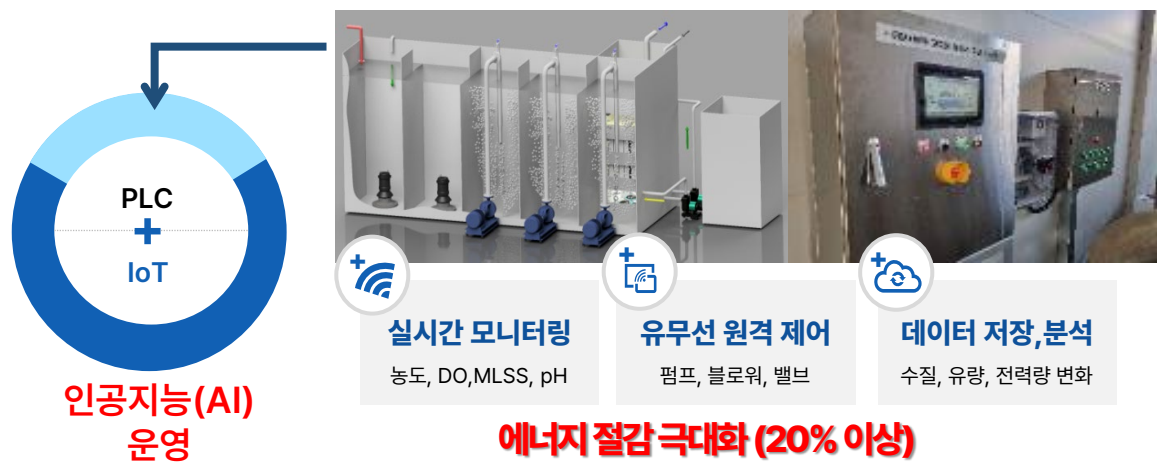 PLC
+
IoT
인공지능(AI)
운영
실시간 모니터링
농도, DO,MLSS, pH
유무선 원격 제어
펌프, 블로워, 밸브
데이터 저장,분석
수질, 유량, 전력량 변화
에너지 절감 극대화 (20% 이상)